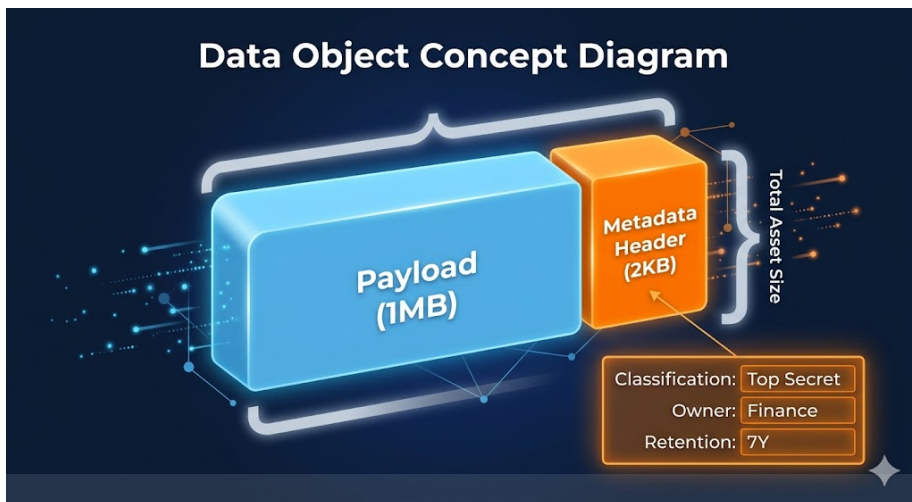 Data Object Concept Diagram
Payload
(1MB)
Metadata
Header
(2KB)
Total Asset Size
Classification: Top Secret
Owner: Finance
Retention: 7Y